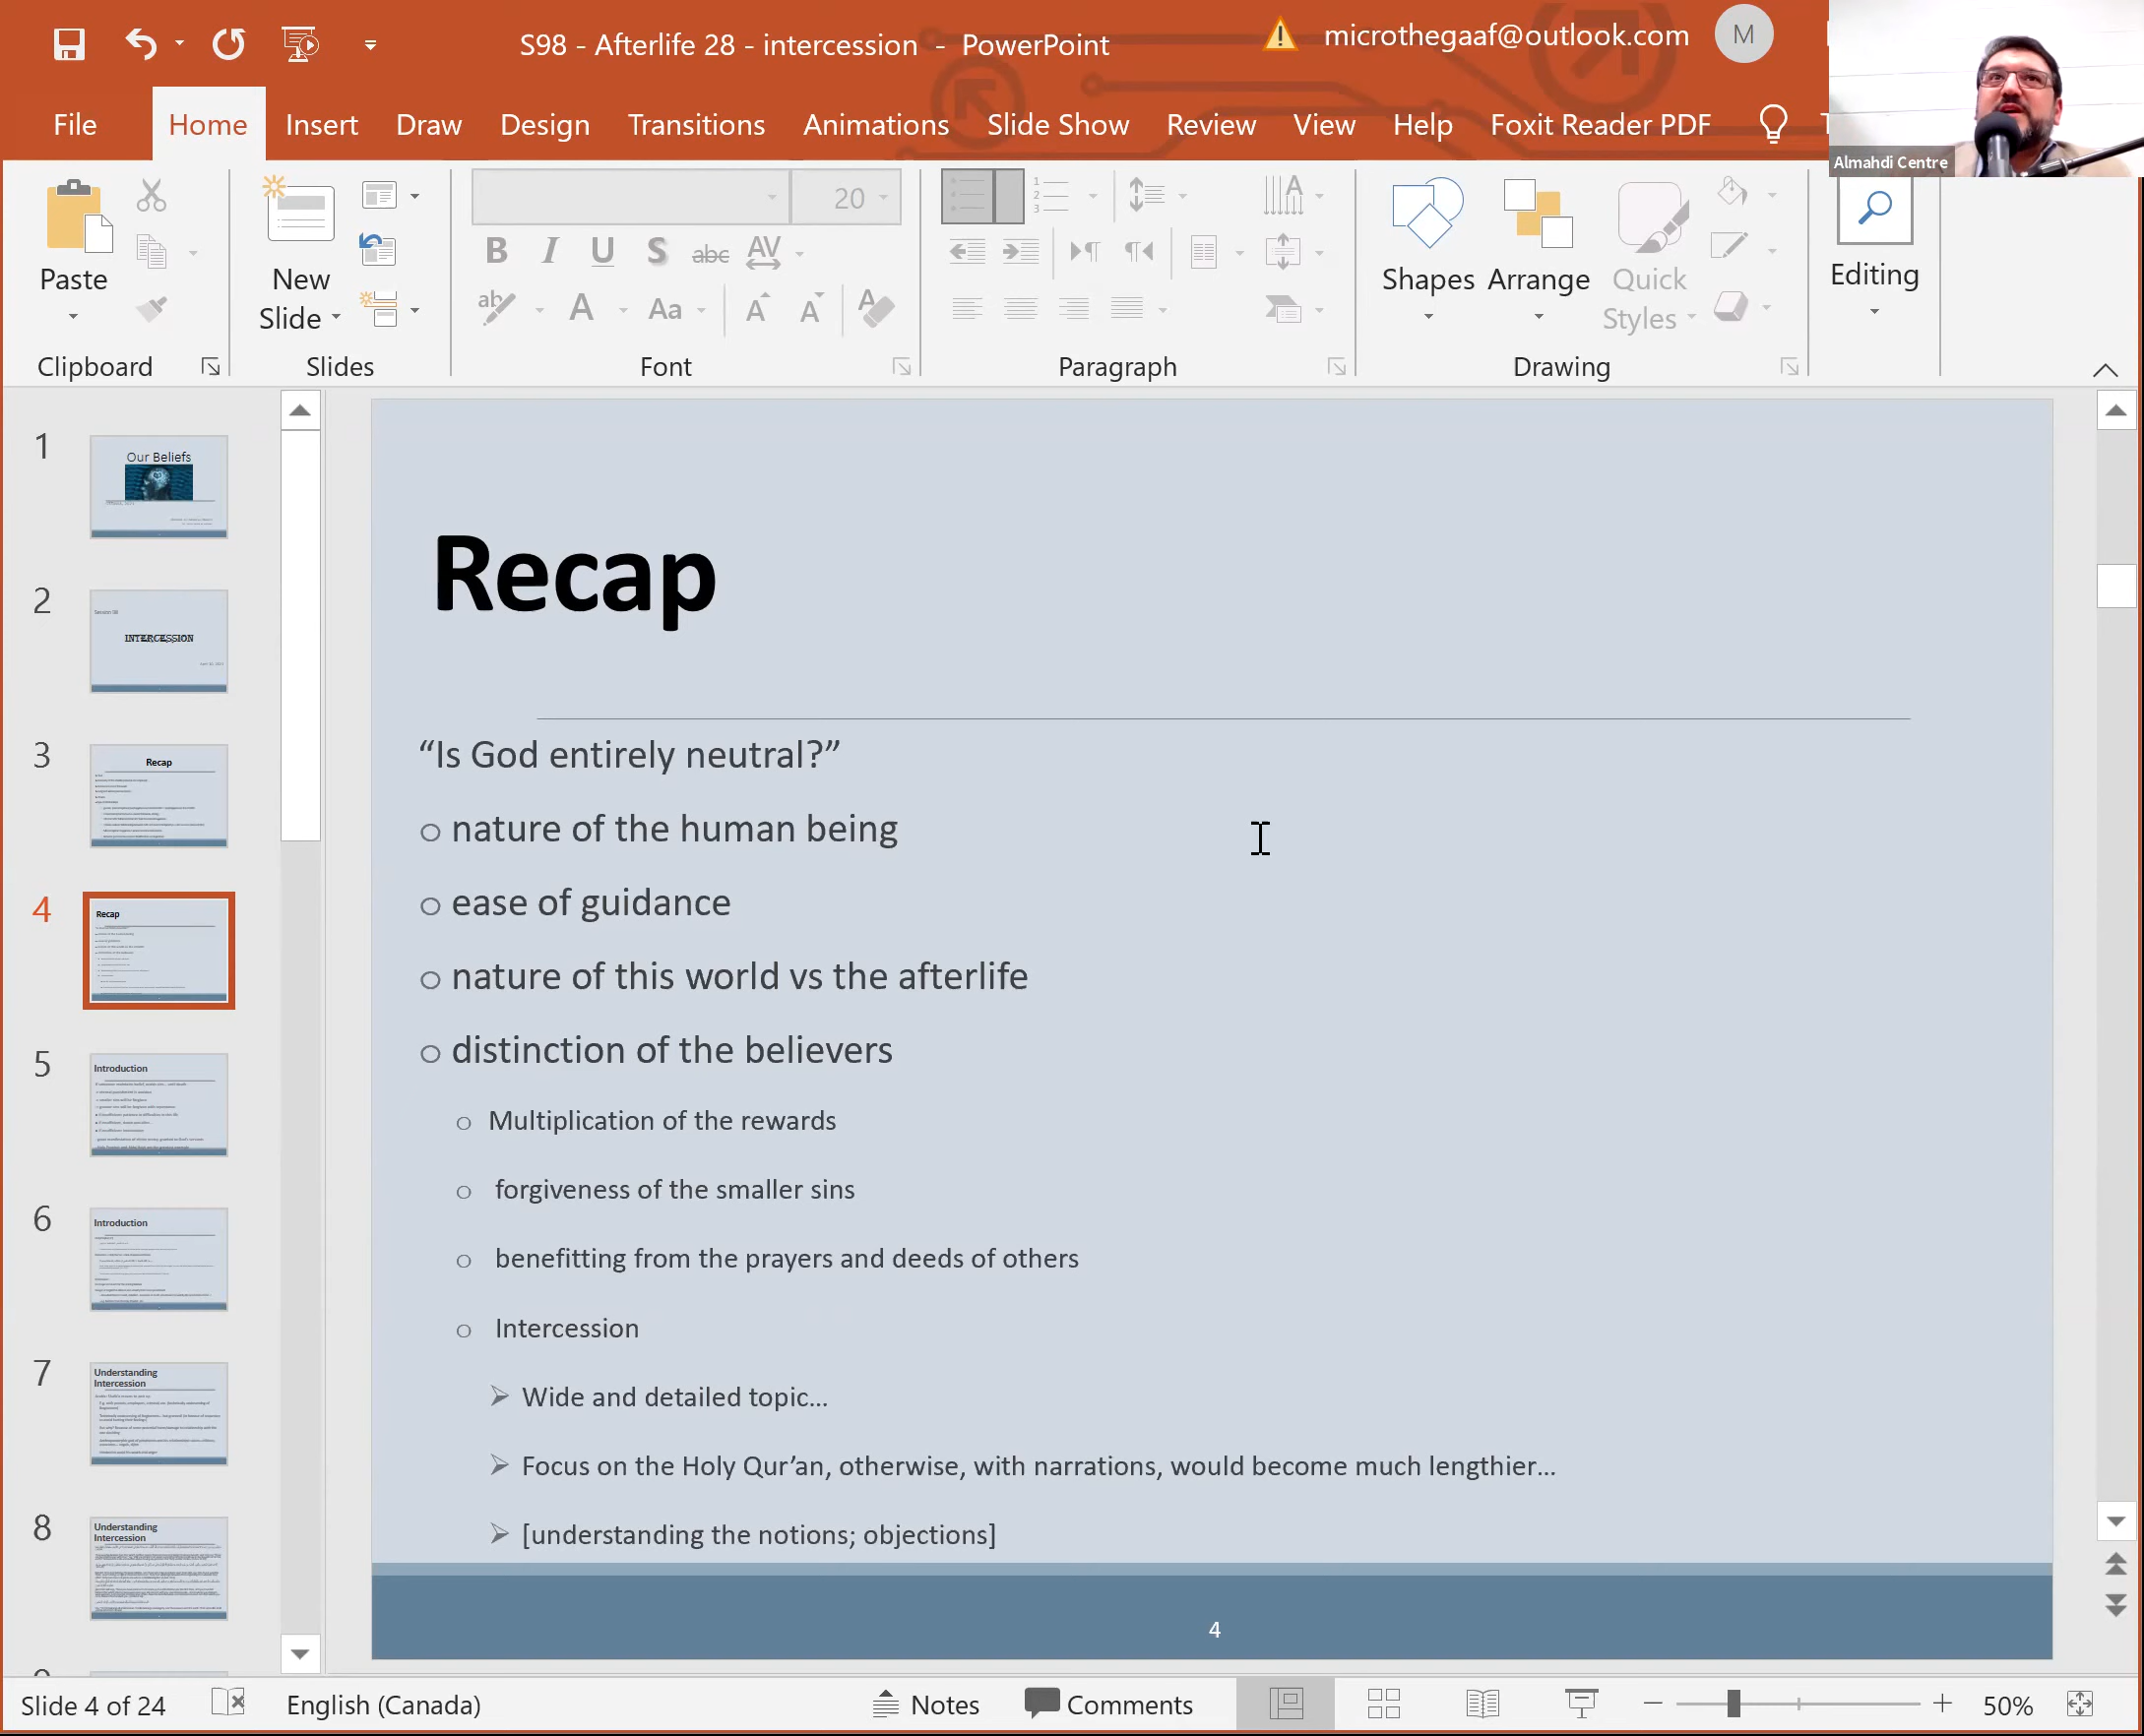 S98 - Afterlife 28 - intercession - PowerPoint
microthegaaf@outlook.com
M
Almahdi Centre
File
Home
Insert
Draw
Design
Transitions
Animations
Slide Show
Review
View
Help
Foxit Reader PDF
Paste
New
Slide
20
B I U S abc AV
ab A Aa A A A
Shapes
Arrange
Quick
Styles
Editing
Clipboard
Slides
Font
Paragraph
Drawing
1
Our Beliefs
2
INTERCESSION
3
Recap
4
Recap
5
Introduction
6
Introduction
7
Understanding
Intercession
8
Understanding
Intercession
Recap
“Is God entirely neutral?”
o nature of the human being
o ease of guidance
o nature of this world vs the afterlife
o distinction of the believers
o Multiplication of the rewards
o forgiveness of the smaller sins
o benefitting from the prayers and deeds of others
o Intercession
➢ Wide and detailed topic...
➢ Focus on the Holy Qur’an, otherwise, with narrations, would become much lengthier...
➢ [understanding the notions; objections]
4
Slide 4 of 24
English (Canada)
Notes
Comments
50%